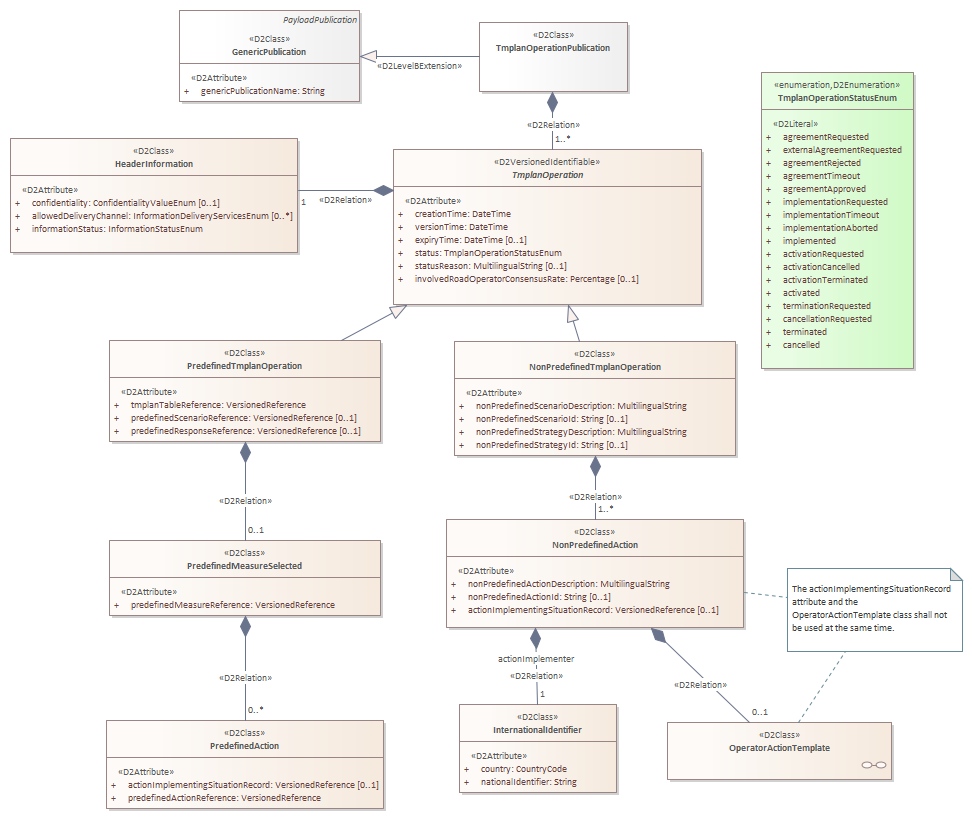 PayloadPublication
«D2Class»
GenericPublication
«D2Attribute»
+ genericPublicationName: String
«D2LevelBExtension»
«D2Class»
TmplanOperationPublication
«D2Relation»
1..*
«enumeration,D2Enumeration»
TmplanOperationStatusEnum
«D2Literal»
+ agreementRequested
+ externalAgreementRequested
+ agreementRejected
+ agreementTimeout
+ agreementApproved
+ implementationRequested
+ implementationTimeout
+ implementationAborted
+ implemented
+ activationRequested
+ activationCancelled
+ activationTerminated
+ activated
+ terminationRequested
+ cancellationRequested
+ terminated
+ cancelled
«D2Class»
HeaderInformation
«D2Attribute»
+ confidentiality: ConfidentialityValueEnum [0..1]
+ allowedDeliveryChannel: InformationDeliveryServicesEnum [0..*]
+ informationStatus: InformationStatusEnum
1
«D2Relation»
«D2VersionedIdentifiable»
TmplanOperation
«D2Attribute»
+ creationTime: DateTime
+ versionTime: DateTime
+ expiryTime: DateTime [0..1]
+ status: TmplanOperationStatusEnum
+ statusReason: MultilingualString [0..1]
+ involvedRoadOperatorConsensusRate: Percentage [0..1]
«D2Class»
PredefinedTmplanOperation
«D2Attribute»
+ tmplanTableReference: VersionedReference
+ predefinedScenarioReference: VersionedReference [0..1]
+ predefinedResponseReference: VersionedReference [0..1]
«D2Relation»
0..1
«D2Class»
PredefinedMeasureSelected
«D2Attribute»
+ predefinedMeasureReference: VersionedReference
«D2Relation»
0..*
«D2Class»
PredefinedAction
«D2Attribute»
+ actionImplementingSituationRecord: VersionedReference [0..1]
+ predefinedActionReference: VersionedReference
«D2Class»
NonPredefinedTmplanOperation
«D2Attribute»
+ nonPredefinedScenarioDescription: MultilingualString
+ nonPredefinedScenarioId: String [0..1]
+ nonPredefinedStrategyDescription: MultilingualString
+ nonPredefinedStrategyId: String [0..1]
«D2Relation»
1..*
«D2Class»
NonPredefinedAction
«D2Attribute»
+ nonPredefinedActionDescription: MultilingualString
+ nonPredefinedActionId: String [0..1]
+ actionImplementingSituationRecord: VersionedReference [0..1]
The actionImplementingSituationRecord
attribute and the
OperatorActionTemplate class shall not
be used at the same time.
actionImplementer
«D2Relation»
1
«D2Relation»
0..1
«D2Class»
InternationalIdentifier
«D2Attribute»
+ country: CountryCode
+ nationalIdentifier: String
«D2Class»
OperatorActionTemplate